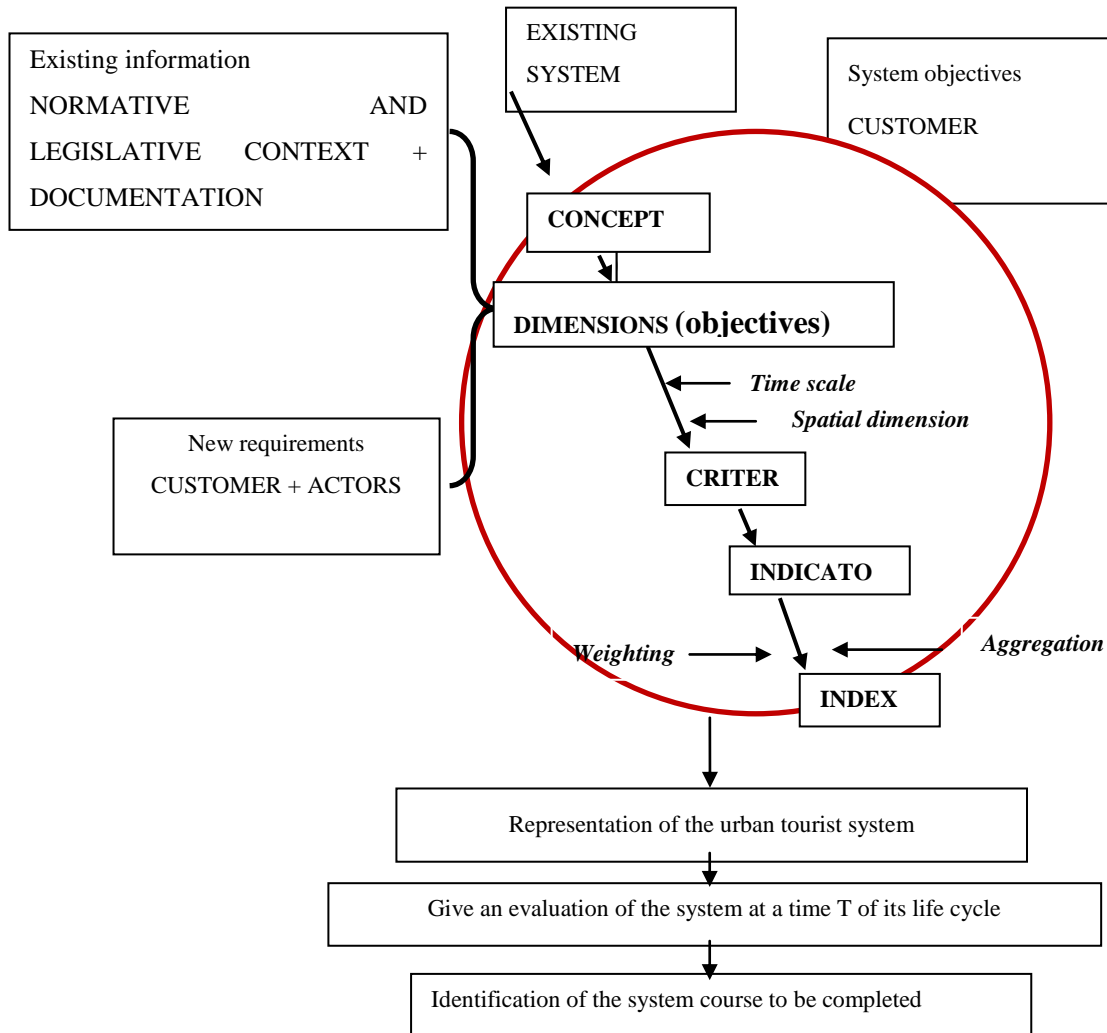 EXISTING
SYSTEM
Existing information
NORMATIVE AND
LEGISLATIVE CONTEXT +
DOCUMENTATION
System objectives
CUSTOMER
CONCEPT
DIMENSIONS (objectives)
Time scale
Spatial dimension
New requirements
CUSTOMER + ACTORS
CRITER
INDICATO
Weighting
Aggregation
INDEX
Representation of the urban tourist system
Give an evaluation of the system at a time T of its life cycle
Identification of the system course to be completed